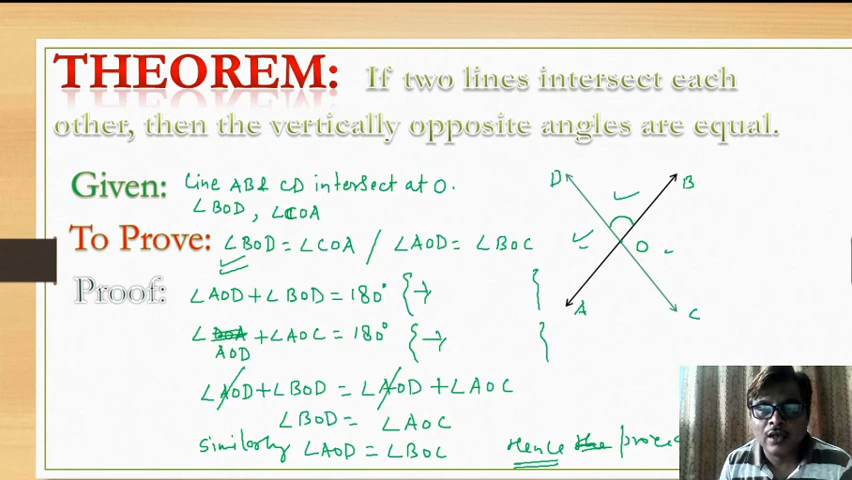 THEOREM: If two lines intersect each
other, then the vertically opposite angles are equal.
Given: Line AB & CD intersect at O.
∠BOD, ∠COA
To Prove: ∠BOD = ∠COA / ∠AOD = ∠BOC
Proof: ∠AOD + ∠BOD = 180° { → }
∠ + ∠AOC = 180° { → }
AOD
∠AOD + ∠BOD = ∠AOD + ∠AOC
∠BOD = ∠AOC
Similarly ∠AOD = ∠BOC Hence
D
B
O
A
C